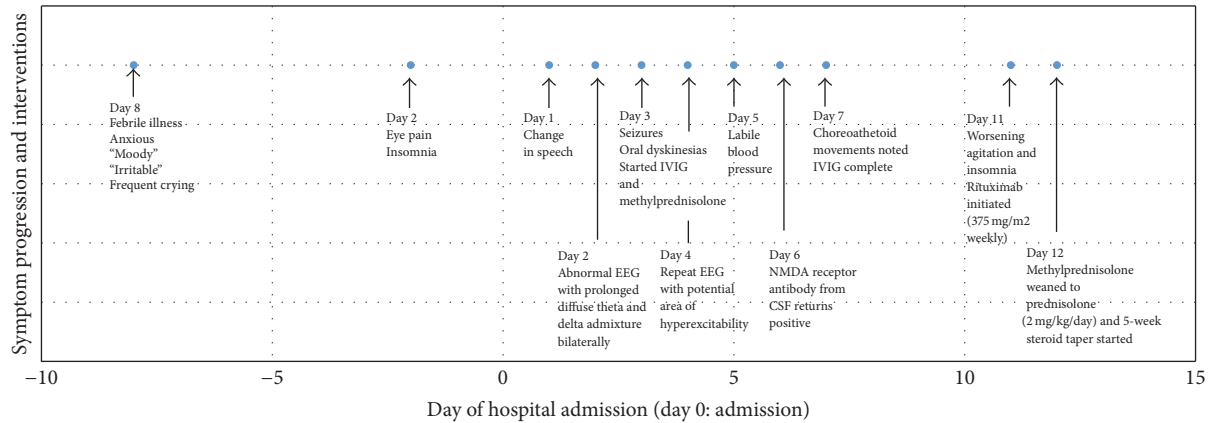 Symptom progression and interventions
Day 8
Febrile illness
Anxious
“Moody”
“Irritable”
Frequent crying
Day 2
Eye pain
Insomnia
Day 1
Change
in speech
Day 2
Abnormal EEG
with prolonged
diffuse theta and
delta admixture
bilaterally
Day 3
Seizures
Oral dyskinesias
Started IVIG
and
methylprednisolone
Day 4
Repeat EEG
with potential
area of
hyperexcitability
Day 5
Labile
blood
pressure
Day 6
NMDA receptor
antibody from
CSF returns
positive
Day 7
Choreoathetoid
movements noted
IVIG complete
Day 11
Worsening
agitation and
insomnia
Rituximab
initiated
(375 mg/m2
weekly)
Day 12
Methylprednisolone
weaned to
prednisolone
(2 mg/kg/day) and 5-week
steroid taper started
−10 −5 0 5 10 15
Day of hospital admission (day 0: admission)